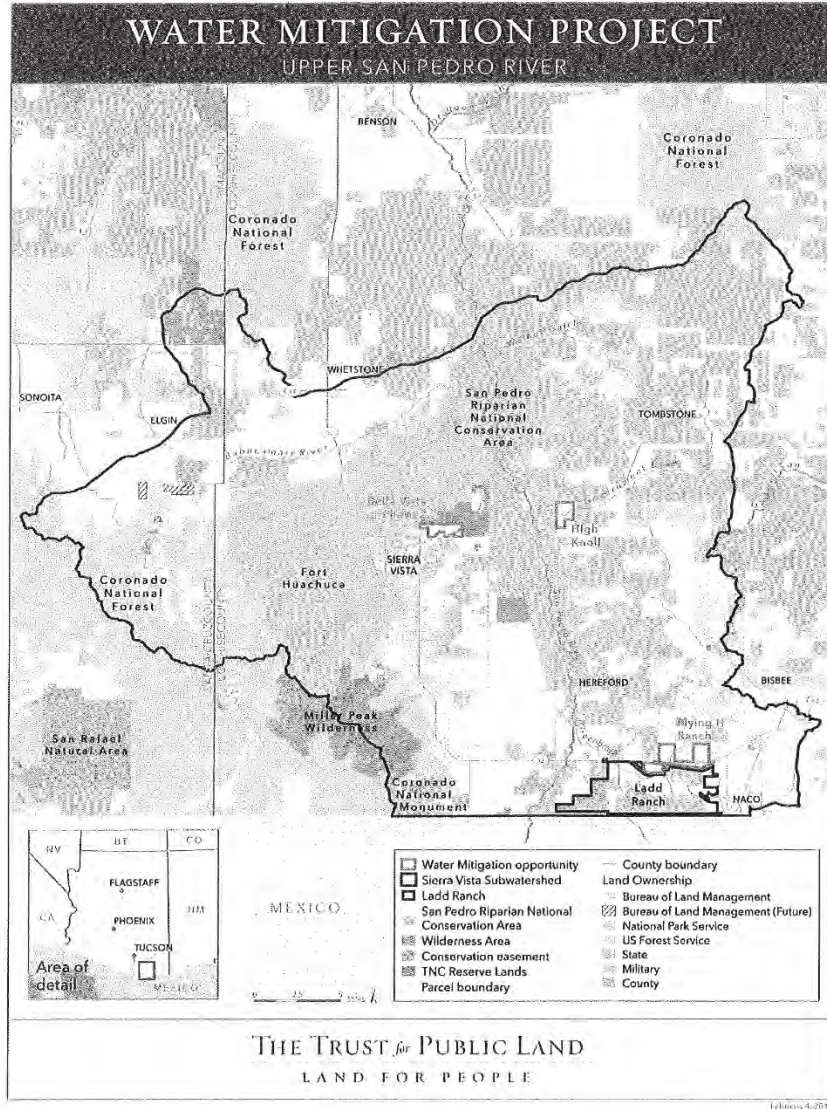 WATER MITIGATION PROJECT
UPPER SAN PEDRO RIVER
BENSON
Coronado
National
Forest
Coronado
National
Forest
WHETSTONE
SONOITA
ELGIN
San Pedro
Riparian
National
Conservation
Area
TOMBSTONE
Babocomari River
High
Knoll
SIERRA
VISTA
Fort
Huachuca
Coronado
National
Forest
HEREFORD
BISBEE
San Rafael
Natural Area
Miller Peak
Wilderness
Ranch
Coronado
National
Monument
Ladd
Ranch
NACO
NV
UT
CO
FLAGSTAFF
CA
NM
PHOENIX
TUCSON
Area of
detail
MEXICO
MEXICO
0 2.5 5 Miles
Water Mitigation opportunity
Sierra Vista Subwatershed
Ladd Ranch
San Pedro Riparian National
Conservation Area
Wilderness Area
Conservation easement
TNC Reserve Lands
Parcel boundary
County boundary
Land Ownership
Bureau of Land Management
Bureau of Land Management (Future)
National Park Service
US Forest Service
State
Military
County
THE TRUST for PUBLIC LAND
LAND FOR PEOPLE